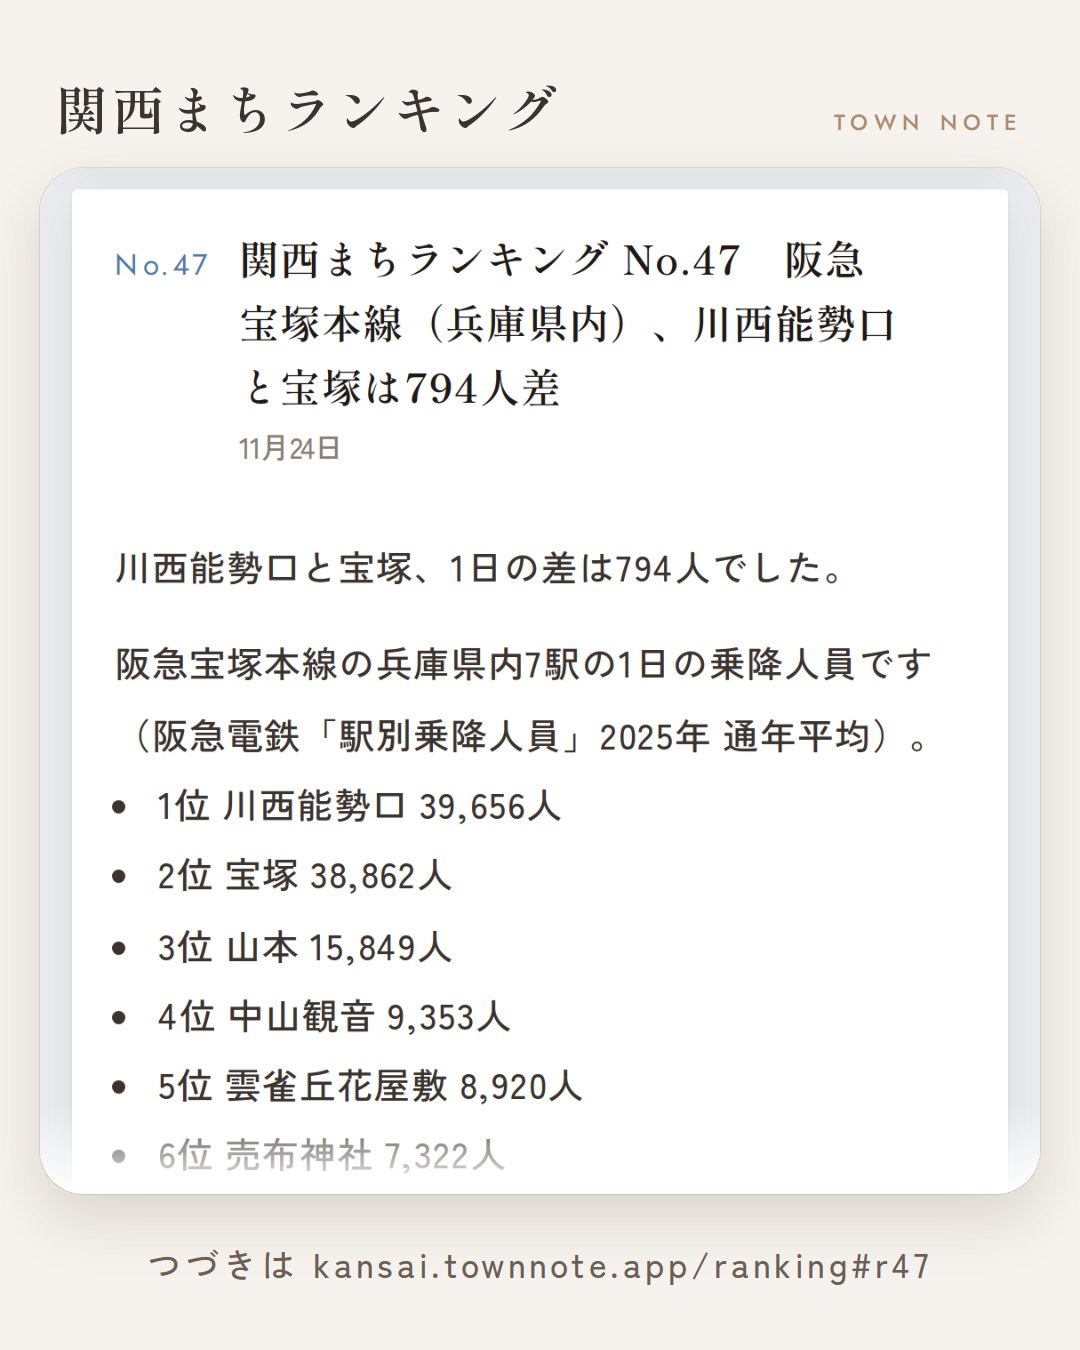 関西まちランキング
TOWN NOTE
No.47
関西まちランキング No.47　阪急
宝塚本線（兵庫県内）、川西能勢口
と宝塚は794人差
11月24日
川西能勢口と宝塚、1日の差は794人でした。
阪急宝塚本線の兵庫県内7駅の1日の乗降人員です
（阪急電鉄「駅別乗降人員」2025年 通年平均）。
• 1位 川西能勢口 39,656人
• 2位 宝塚 38,862人
• 3位 山本 15,849人
• 4位 中山観音 9,353人
• 5位 雲雀丘花屋敷 8,920人
• 6位 売布神社 7,322人
つづきは kansai.townnote.app/ranking#r47